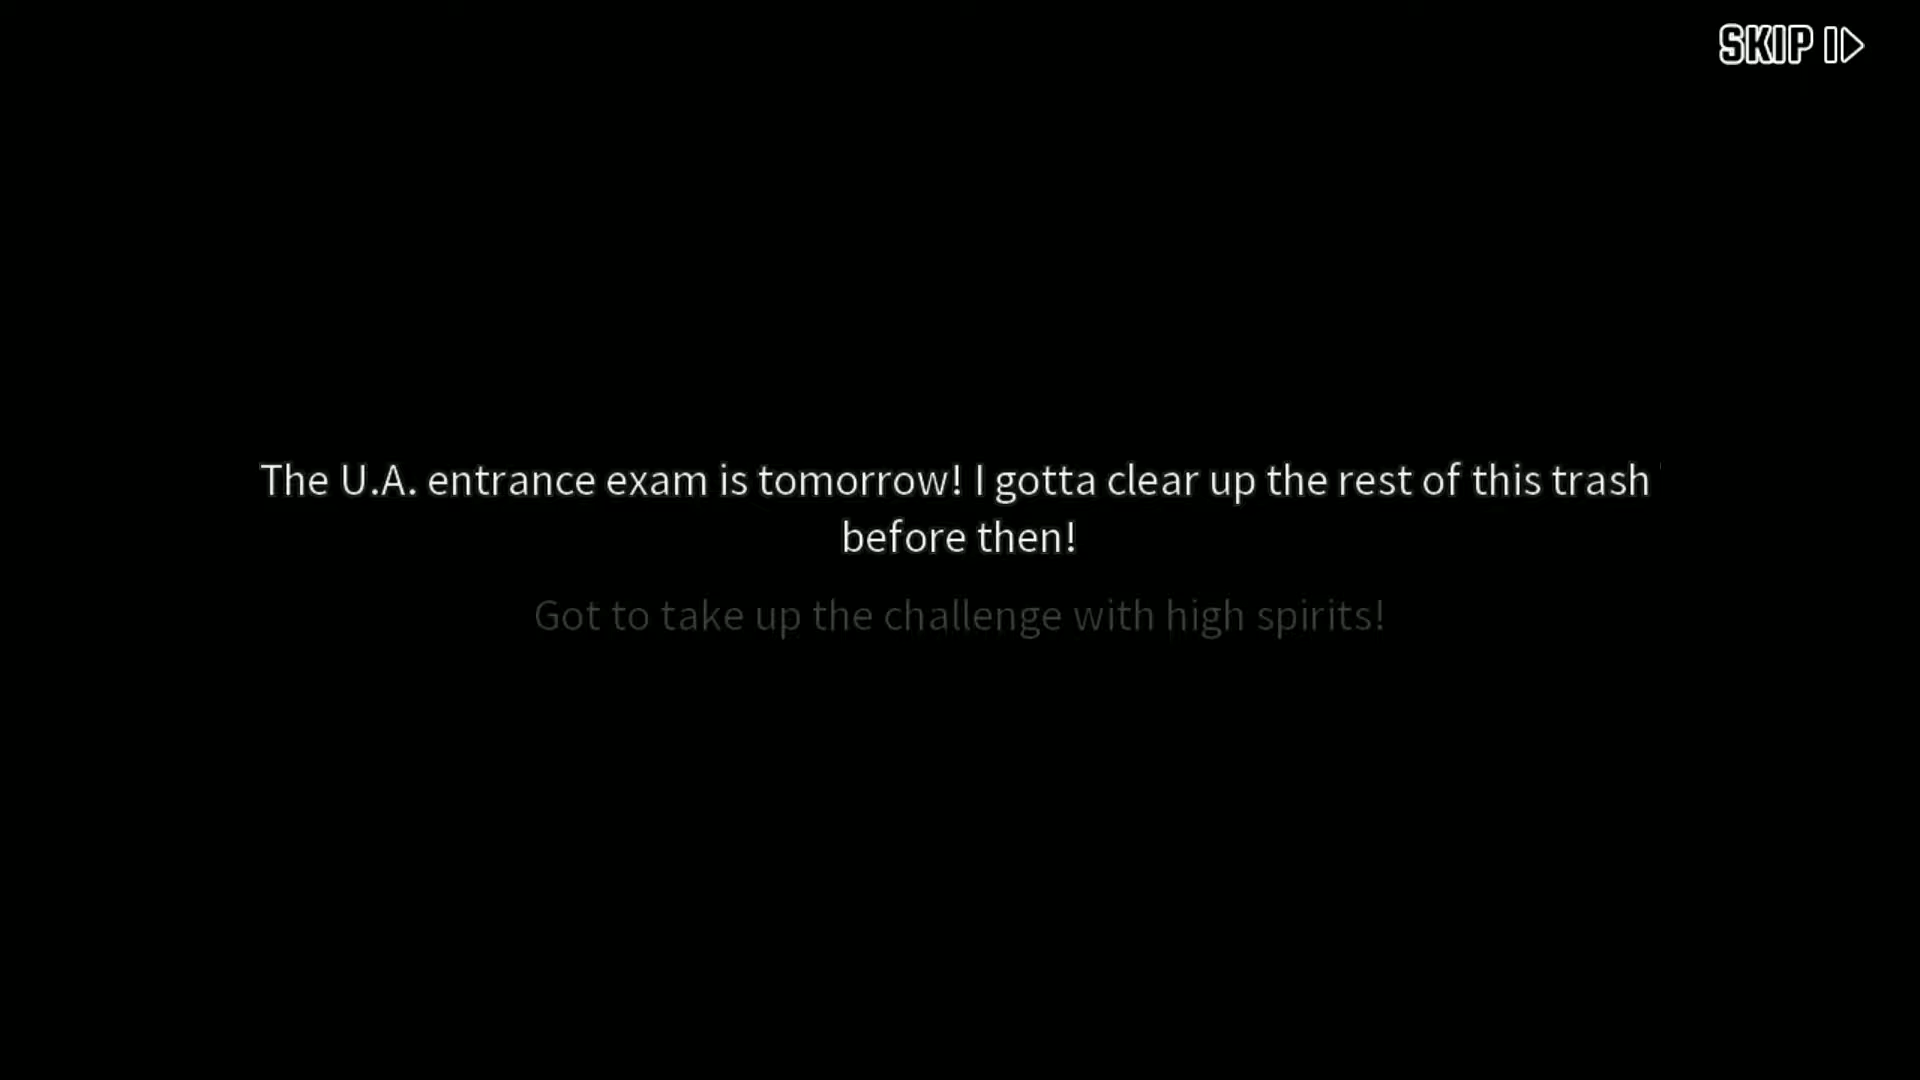 SKIP
The U.A. entrance exam is tomorrow! I gotta clear up the rest of this trash
before then!
Got to take up the challenge with high spirits!